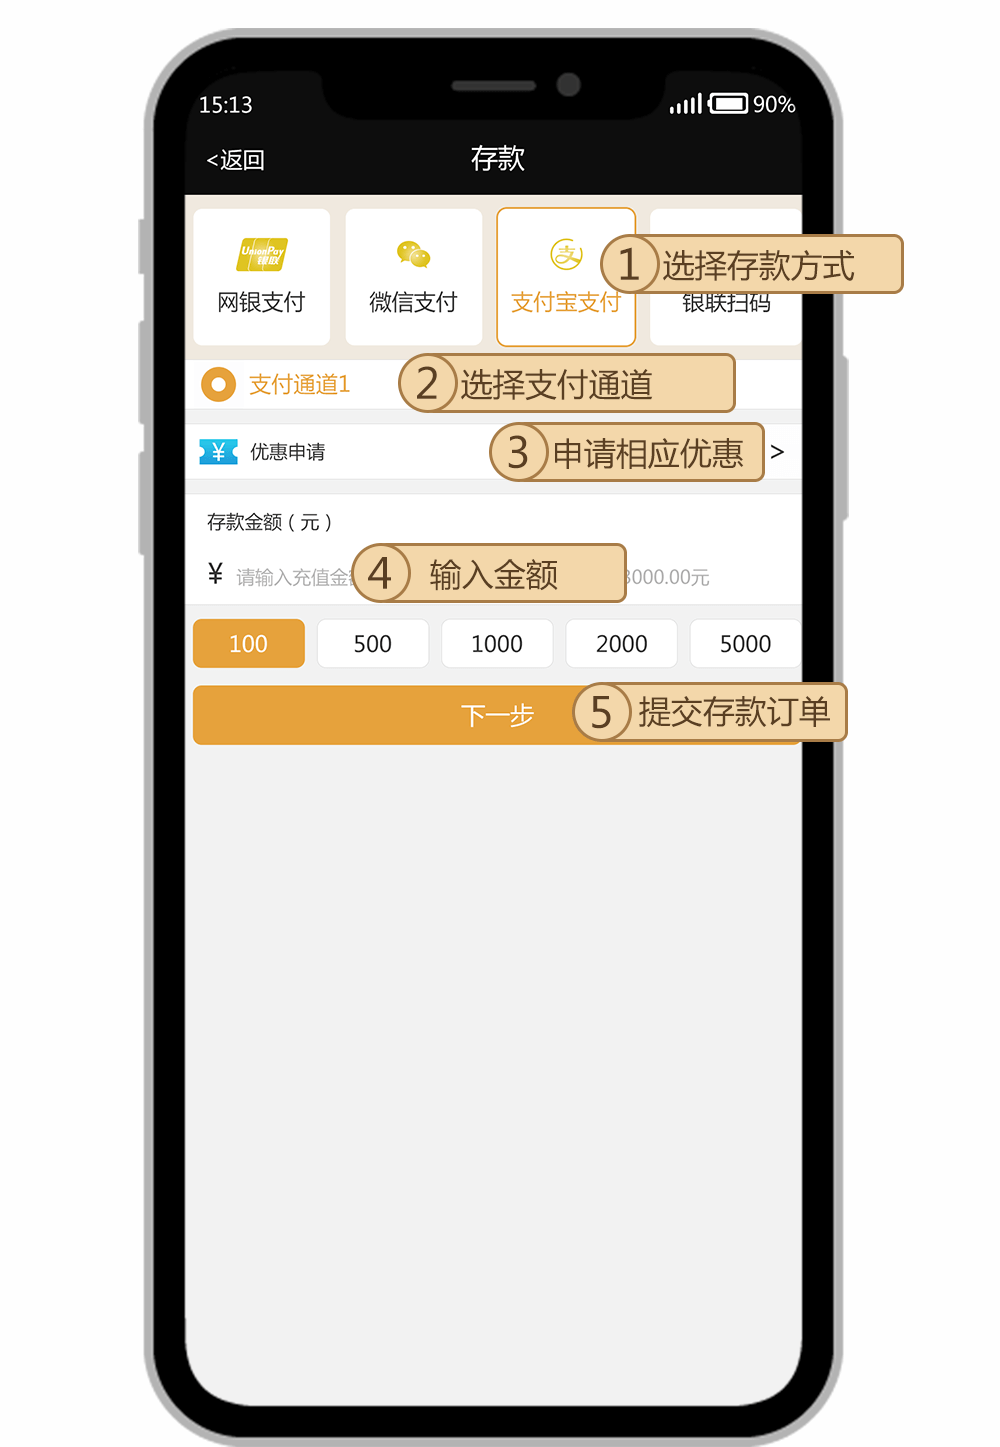 15:13
90%
<返回
存款
UnionPay
银联
网银支付
微信支付
支
支付宝支付
银联扫码
1 选择存款方式
支付通道1
2 选择支付通道
¥ 优惠申请
3 申请相应优惠
>
存款金额（元）
¥ 请输入充值金
4 输入金额
3000.00元
100
500
1000
2000
5000
下一步
5 提交存款订单